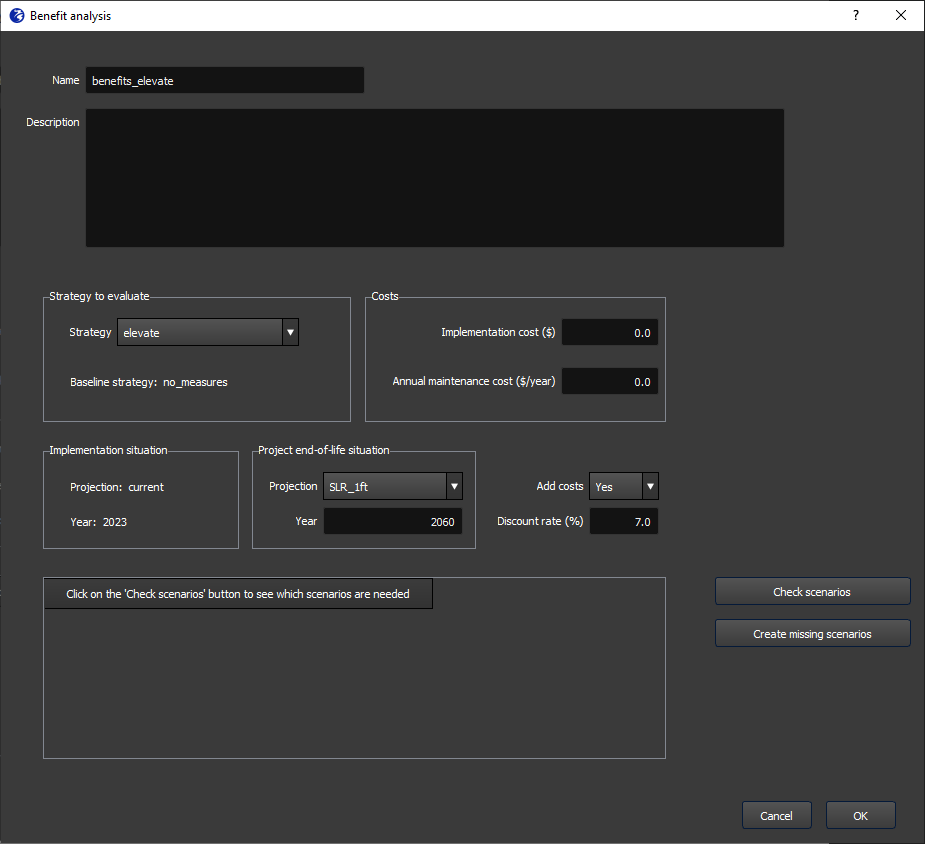 Benefit analysis
?
Name benefits_elevate
Description
Strategy to evaluate
Strategy elevate
Baseline strategy: no_measures
Costs
Implementation cost ($) 0.0
Annual maintenance cost ($/year) 0.0
Implementation situation
Projection: current
Year: 2023
Project end-of-life situation
Projection SLR_1ft
Year 2060
Add costs Yes
Discount rate (%) 7.0
Click on the 'Check scenarios' button to see which scenarios are needed
Check scenarios
Create missing scenarios
Cancel
OK